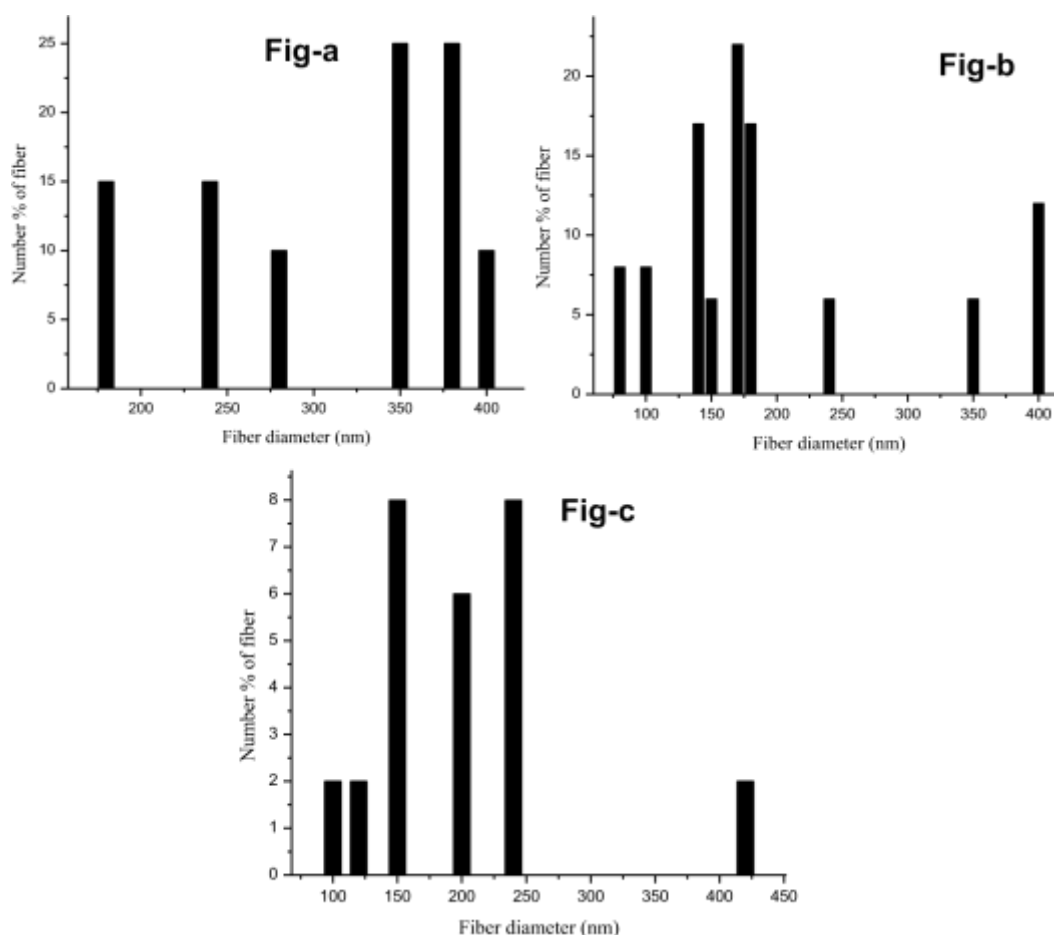 Fig-a
Number % of fiber
25
20
15
10
5
0
200 250 300 350 400
Fiber diameter (nm)
Fig-b
Number % of fiber
20
15
10
5
0
100 150 200 250 300 350 400
Fiber diameter (nm)
Fig-c
Number % of fiber
8
7
6
5
4
3
2
1
0
100 150 200 250 300 350 400 450
Fiber diameter (nm)